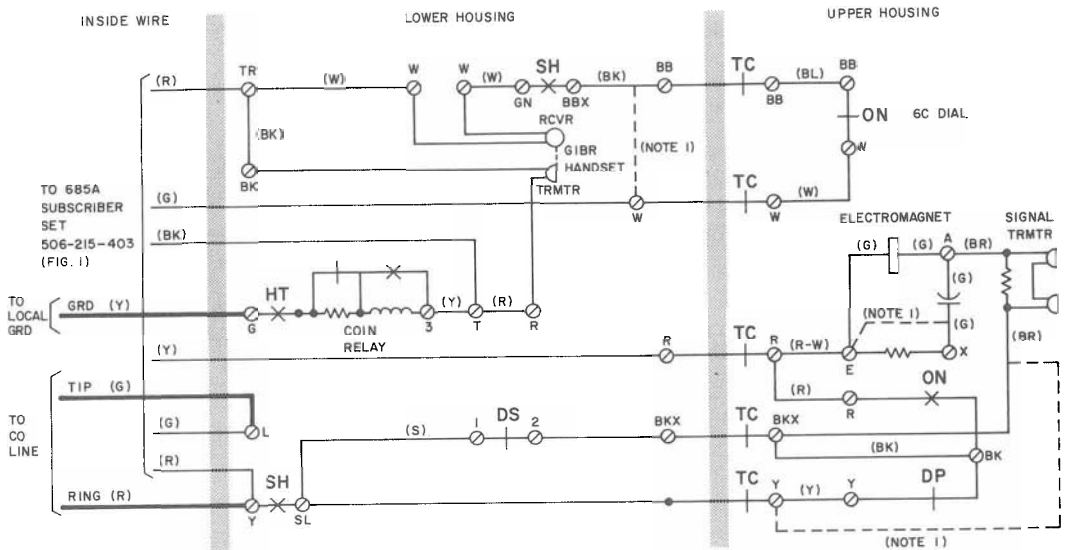 INSIDE WIRE
LOWER HOUSING
UPPER HOUSING
(R)
TR
(W)
W
W
(W)
GN
SH
BBX
(BK)
BB
TC
BB
(BL)
BB
ON
6C DIAL
W
(BK)
RCVR
G1BR
HANDSET
TRMTR
(NOTE 1)
BK
TO 685A
SUBSCRIBER
SET
506-215-403
(FIG. 1)
(G)
W
TC
W
(W)
(BK)
ELECTROMAGNET
SIGNAL
TRMTR
(G)
(G)
A
(BR)
(G)
(G)
(BR)
TO
LOCAL
GRD
GRD (Y)
G
HT
COIN
RELAY
3
(Y)
T
(R)
R
(NOTE 1)
(Y)
R
TC
R
(R-W)
E
X
(R)
R
ON
TO
CO
LINE
TIP (G)
(G)
L
(S)
1
DS
2
BKX
TC
BKX
(BK)
BK
(R)
RING (R)
Y
SH
SL
TC
Y
(Y)
Y
DP
(NOTE 1)